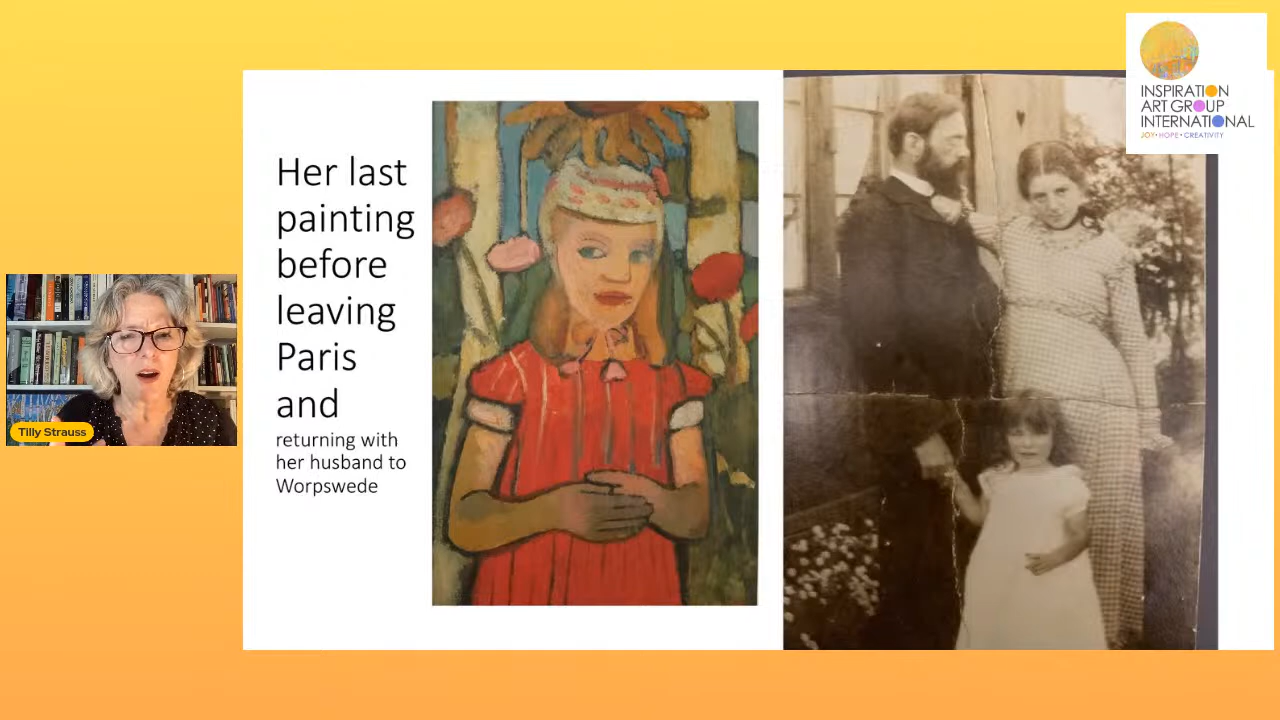 INSPIRATION
ART GROUP
INTERNATIONAL
JOY • HOPE • CREATIVITY
Her last
painting
before
leaving
Paris
and
returning with
her husband to
Worpswede
Tilly Strauss